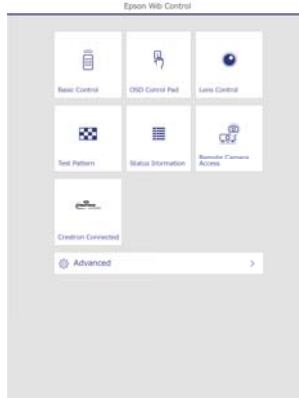 Epson Web Control
Basic Control
OSD Control Pad
Lens Control
Test Pattern
Status Information
Remote Camera
Access
Crestron Connected
Advanced